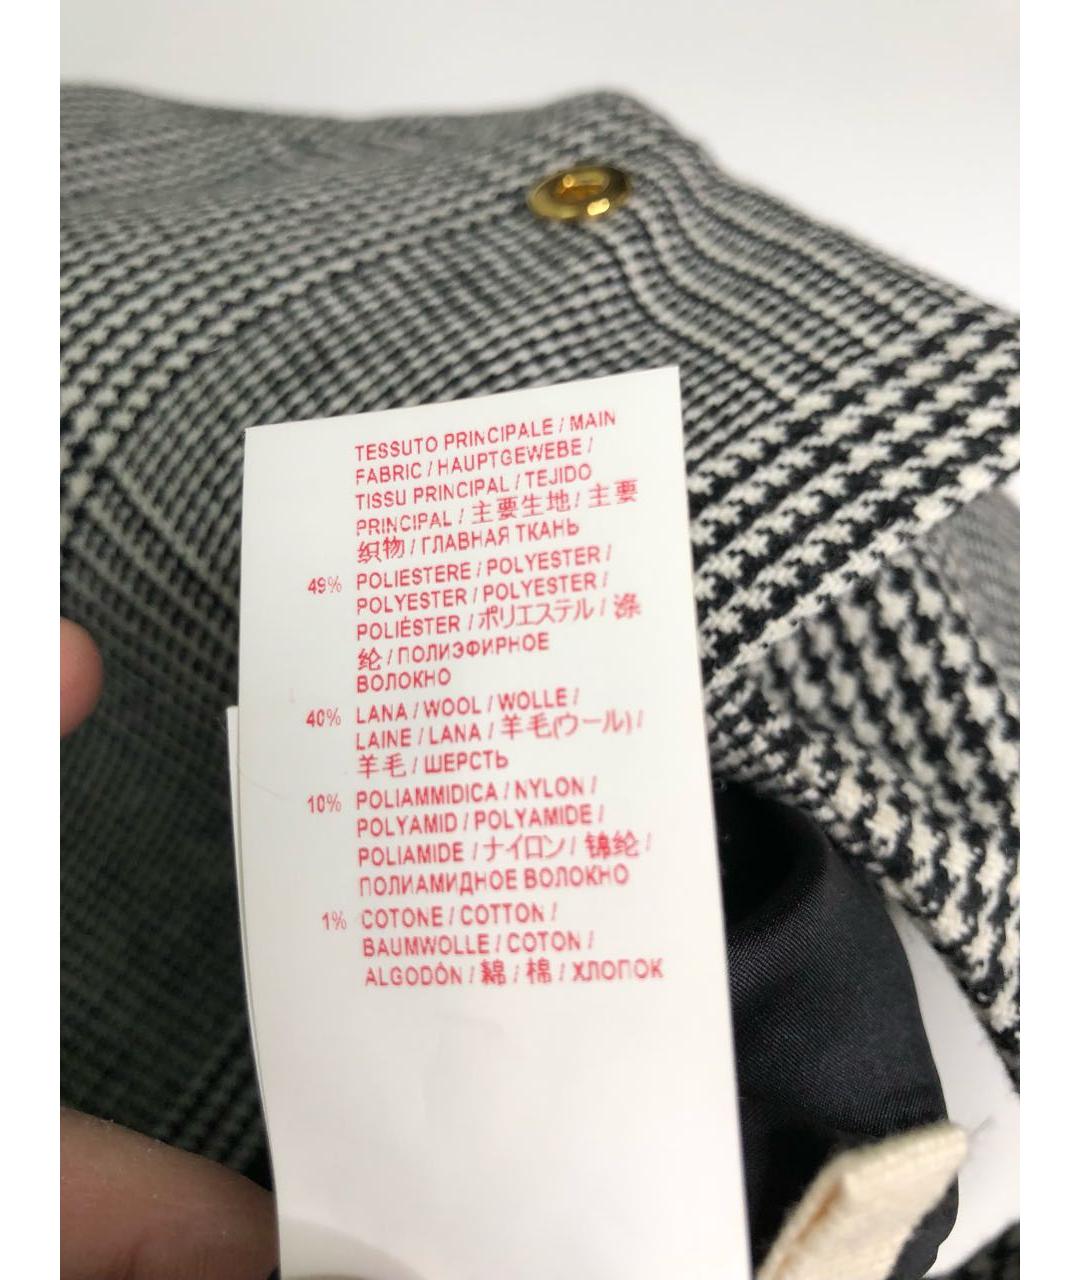 TESSUTO PRINCIPALE / MAIN
FABRIC / HAUPTGEWEBE /
TISSU PRINCIPAL / TEJIDO
PRINCIPAL / 主要生地 / 主要
织物 / ГЛАВНАЯ ТКАНЬ
49% POLIESTERE / POLYESTER /
POLYESTER / POLYESTER /
POLIÉSTER / ポリエステル / 涤
纶 / ПОЛИЭФИРНОЕ
ВОЛОКНО
40% LANA / WOOL / WOLLE /
LAINE / LANA / 羊毛(ウール) /
羊毛 / ШЕРСТЬ
10% POLIAMMIDICA / NYLON /
POLYAMID / POLYAMIDE /
POLIAMIDE / ナイロン / 锦纶 /
ПОЛИАМИДНОЕ ВОЛОКНО
1% COTONE / COTTON /
BAUMWOLLE / COTON /
ALGODÓN / 綿 / 棉 / ХЛОПОК